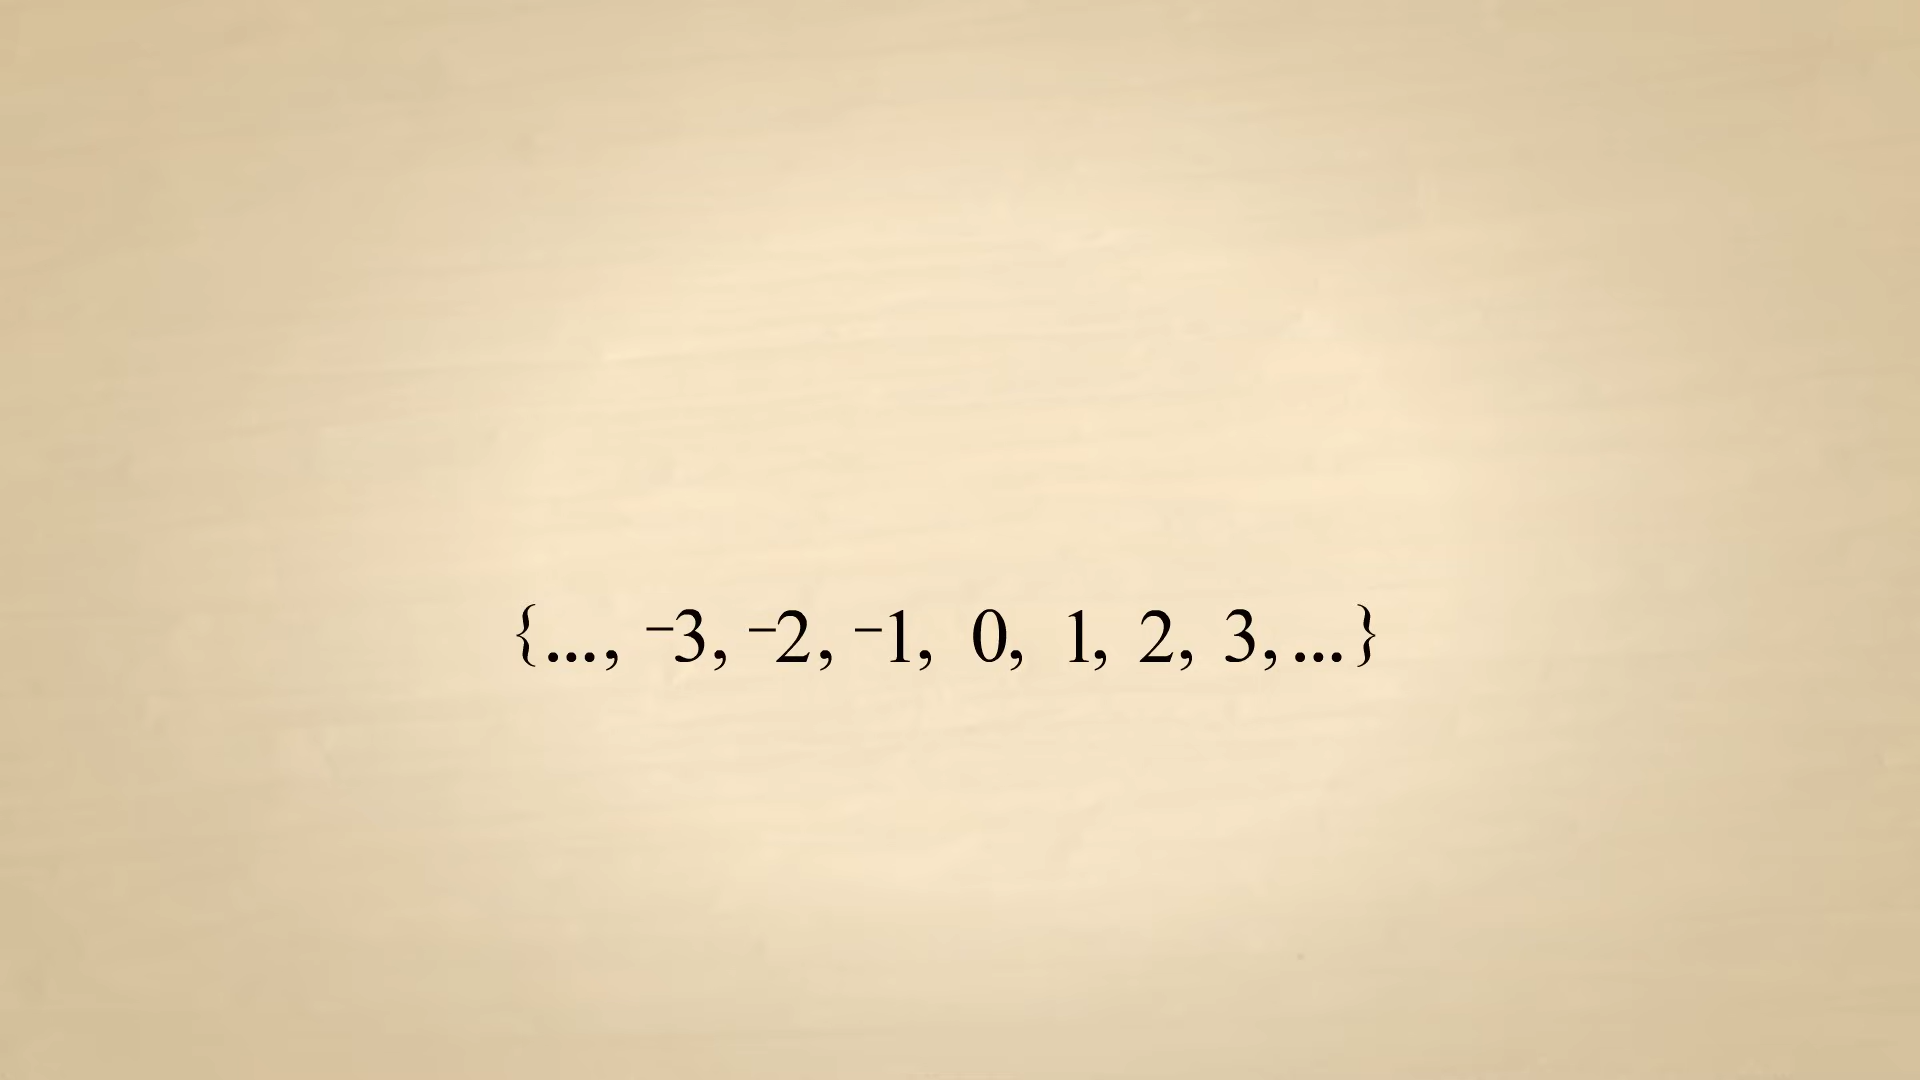 {..., ⁻3, ⁻2, ⁻1, 0, 1, 2, 3, ...}